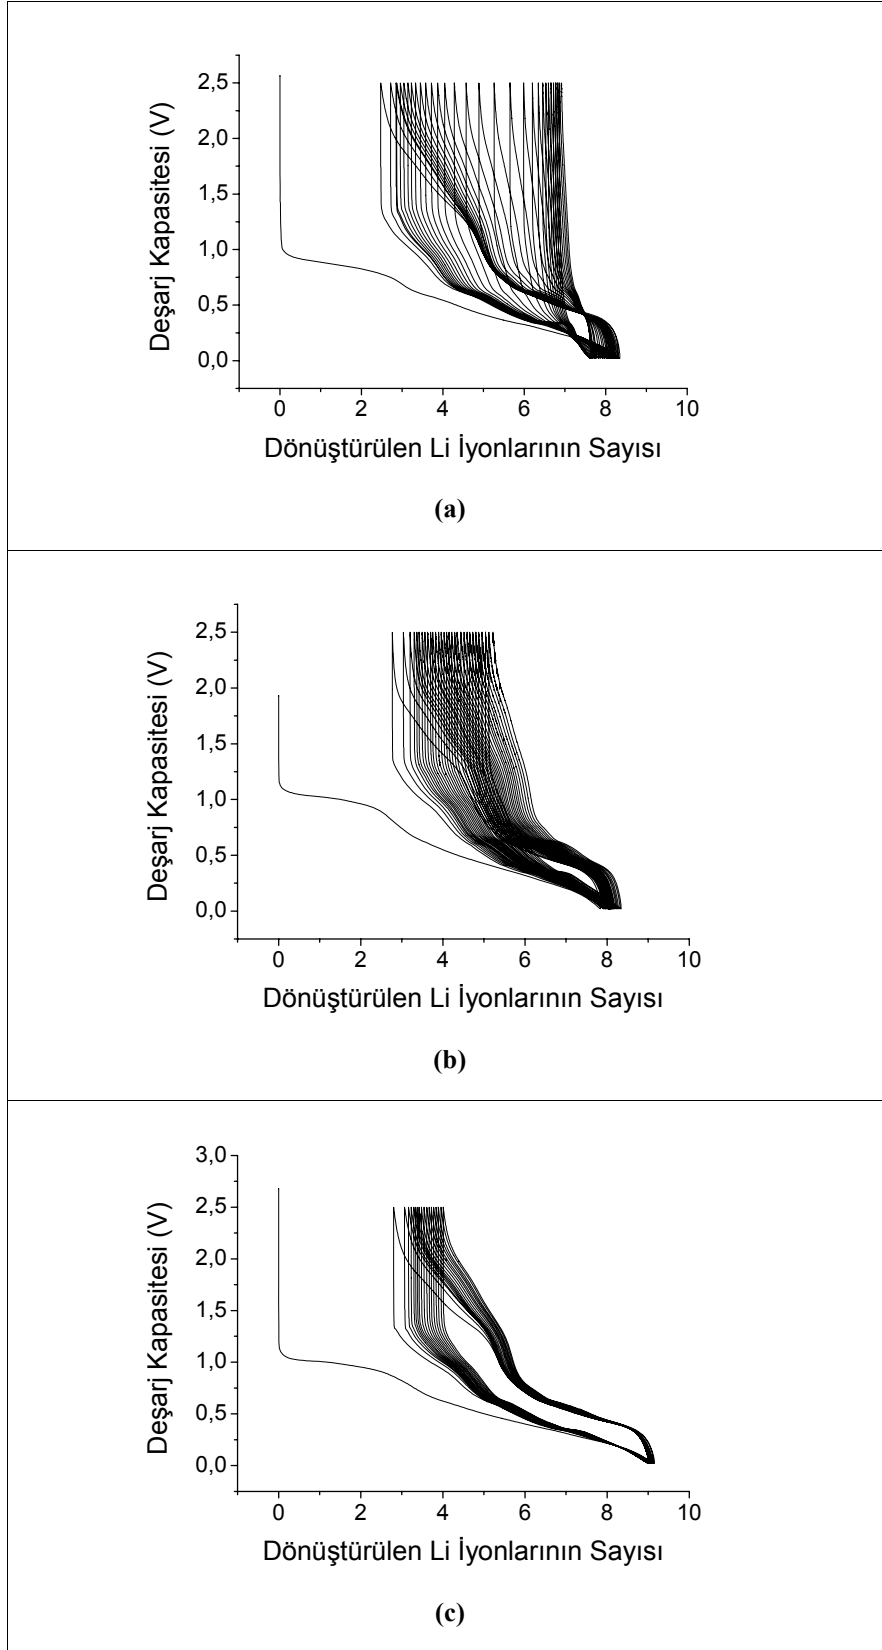 2,5
2,0
1,5
1,0
0,5
0,0
Deşarj Kapasitesi (V)
0 2 4 6 8 10
Dönüştürülen Li İyonlarının Sayısı
(a)
2,5
2,0
1,5
1,0
0,5
0,0
Deşarj Kapasitesi (V)
0 2 4 6 8 10
Dönüştürülen Li İyonlarının Sayısı
(b)
3,0
2,5
2,0
1,5
1,0
0,5
0,0
Deşarj Kapasitesi (V)
0 2 4 6 8 10
Dönüştürülen Li İyonlarının Sayısı
(c)